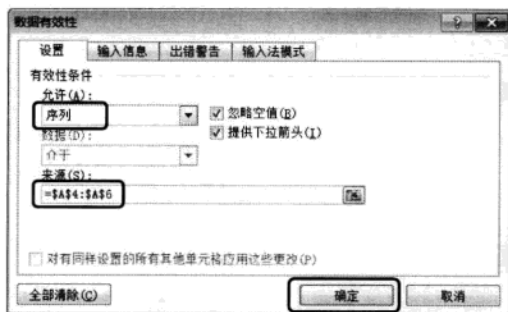 数据有效性
设置 输入信息 出错警告 输入法模式
有效性条件
允许(A):
序列 忽略空值(B)
数据(D): 提供下拉箭头(I)
介于
来源(S):
=$A$4:$A$6
对有同样设置的所有其他单元格应用这些更改(P)
全部清除(C) 确定 取消